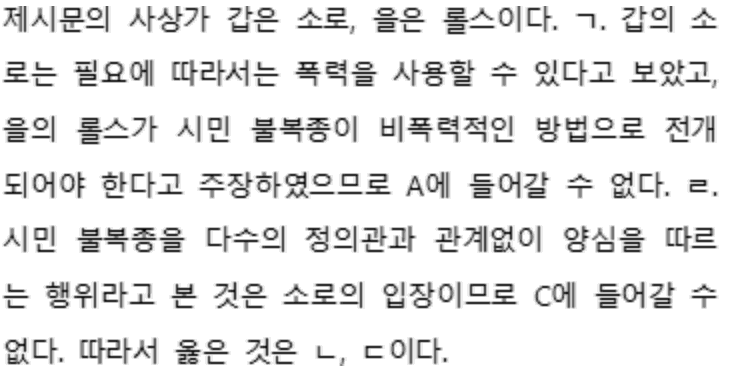 제시문의 사상가 갑은 소로, 을은 롤스이다. ㄱ. 갑의 소
로는 필요에 따라서는 폭력을 사용할 수 있다고 보았고,
을의 롤스가 시민 불복종이 비폭력적인 방법으로 전개
되어야 한다고 주장하였으므로 A에 들어갈 수 없다. ㄹ.
시민 불복종을 다수의 정의관과 관계없이 양심을 따르
는 행위라고 본 것은 소로의 입장이므로 C에 들어갈 수
없다. 따라서 옳은 것은 ㄴ, ㄷ이다.